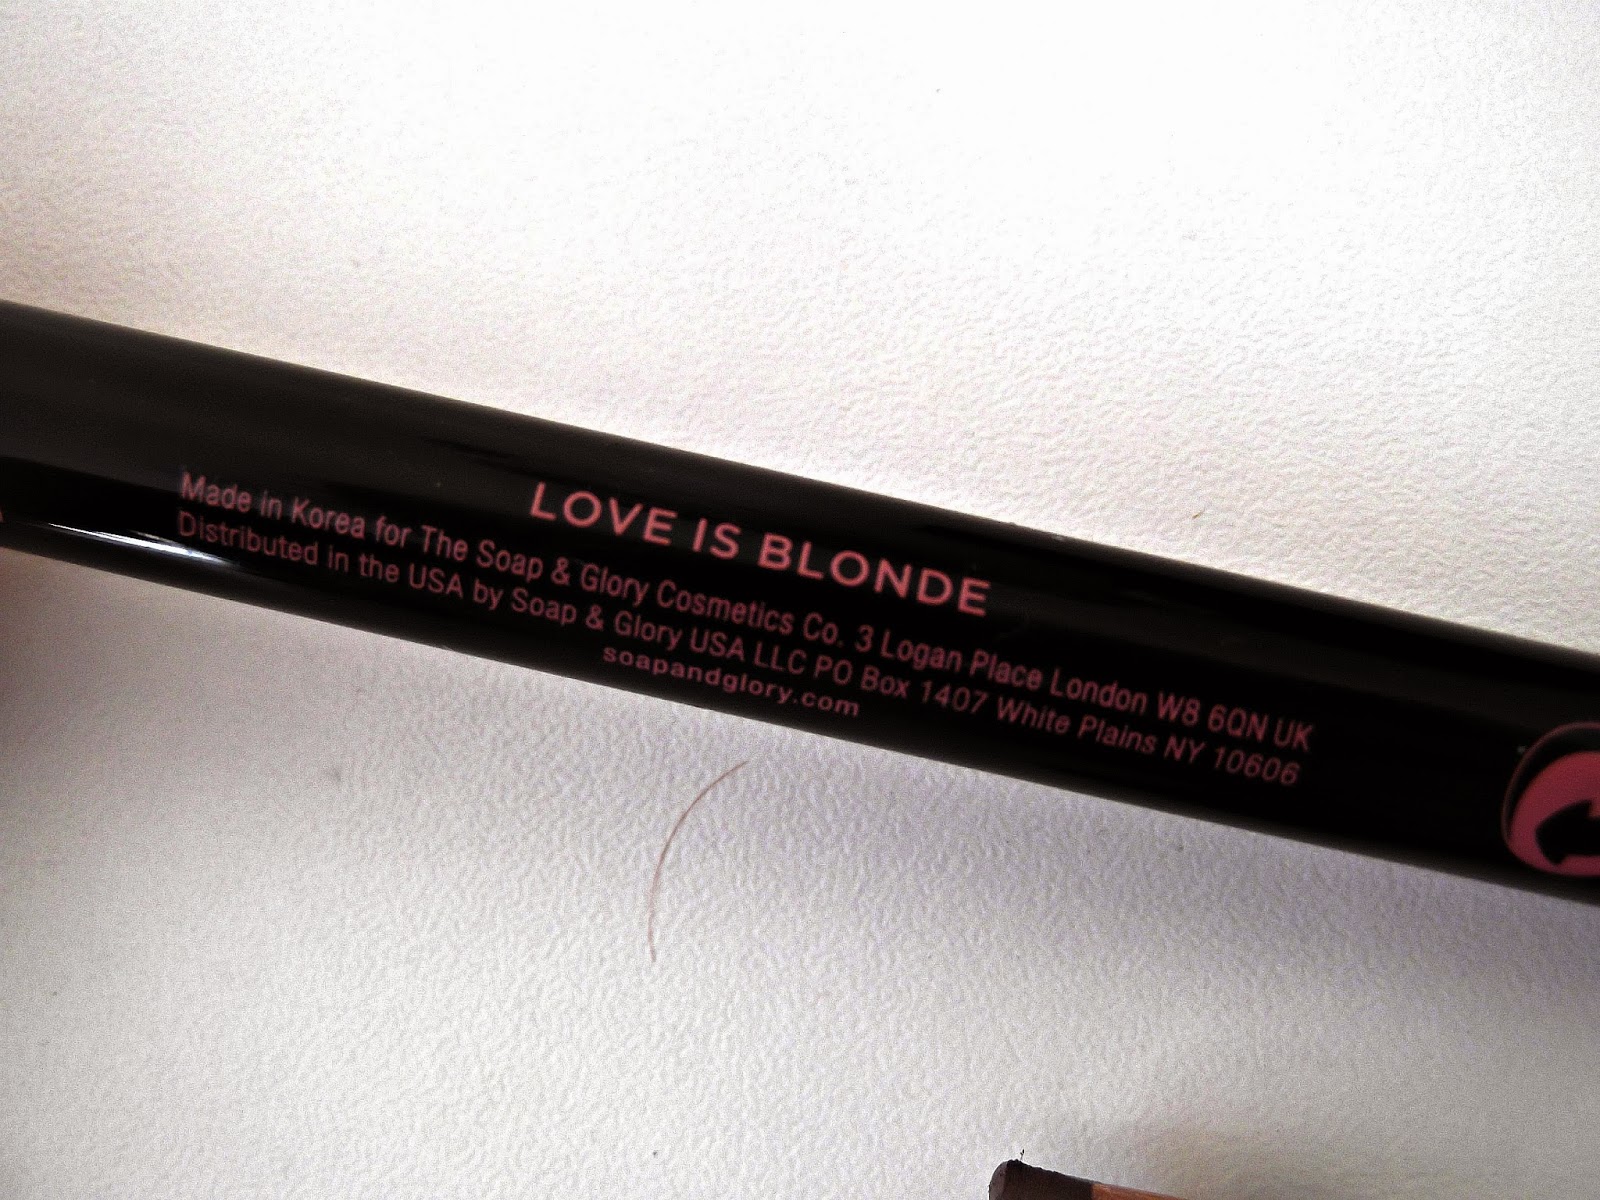 LOVE IS BLONDE
Made in Korea for The Soap & Glory Cosmetics Co. 3 Logan Place London W8 6QN UK
Distributed in the USA by Soap & Glory USA LLC PO Box 1407 White Plains NY 10606
soapandglory.com